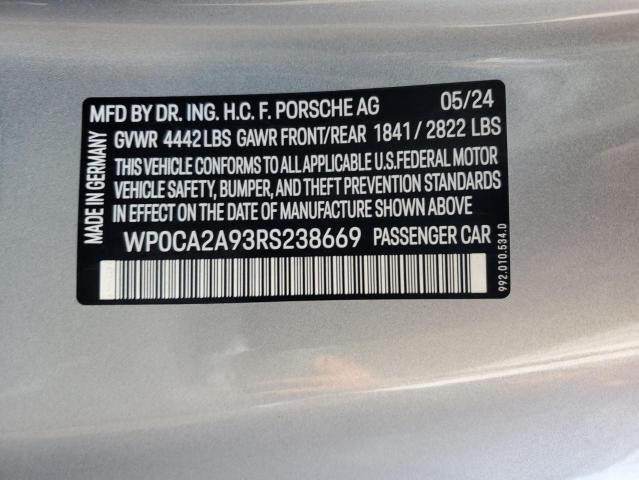 MFD BY DR. ING. H.C. F. PORSCHE AG 05/24
GVWR 4442LBS GAWR FRONT/REAR 1841 / 2822 LBS
THIS VEHICLE CONFORMS TO ALL APPLICABLE U.S.FEDERAL MOTOR
VEHICLE SAFETY, BUMPER, AND THEFT PREVENTION STANDARDS
IN EFFECT ON THE DATE OF MANUFACTURE SHOWN ABOVE
WP0CA2A93RS238669 PASSENGER CAR
MADE IN GERMANY
992.010.534.0